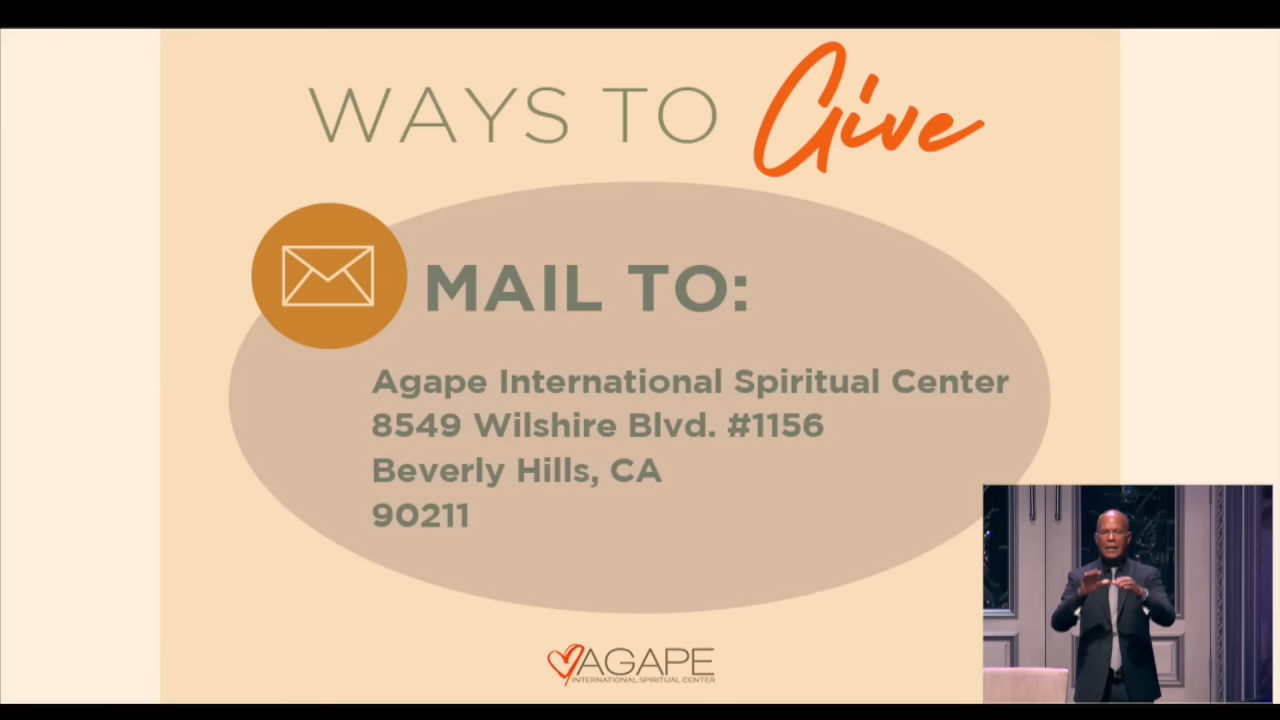 WAYS TO Give
MAIL TO:
Agape International Spiritual Center
8549 Wilshire Blvd. #1156
Beverly Hills, CA
90211
AGAPE
INTERNATIONAL SPIRITUAL CENTER